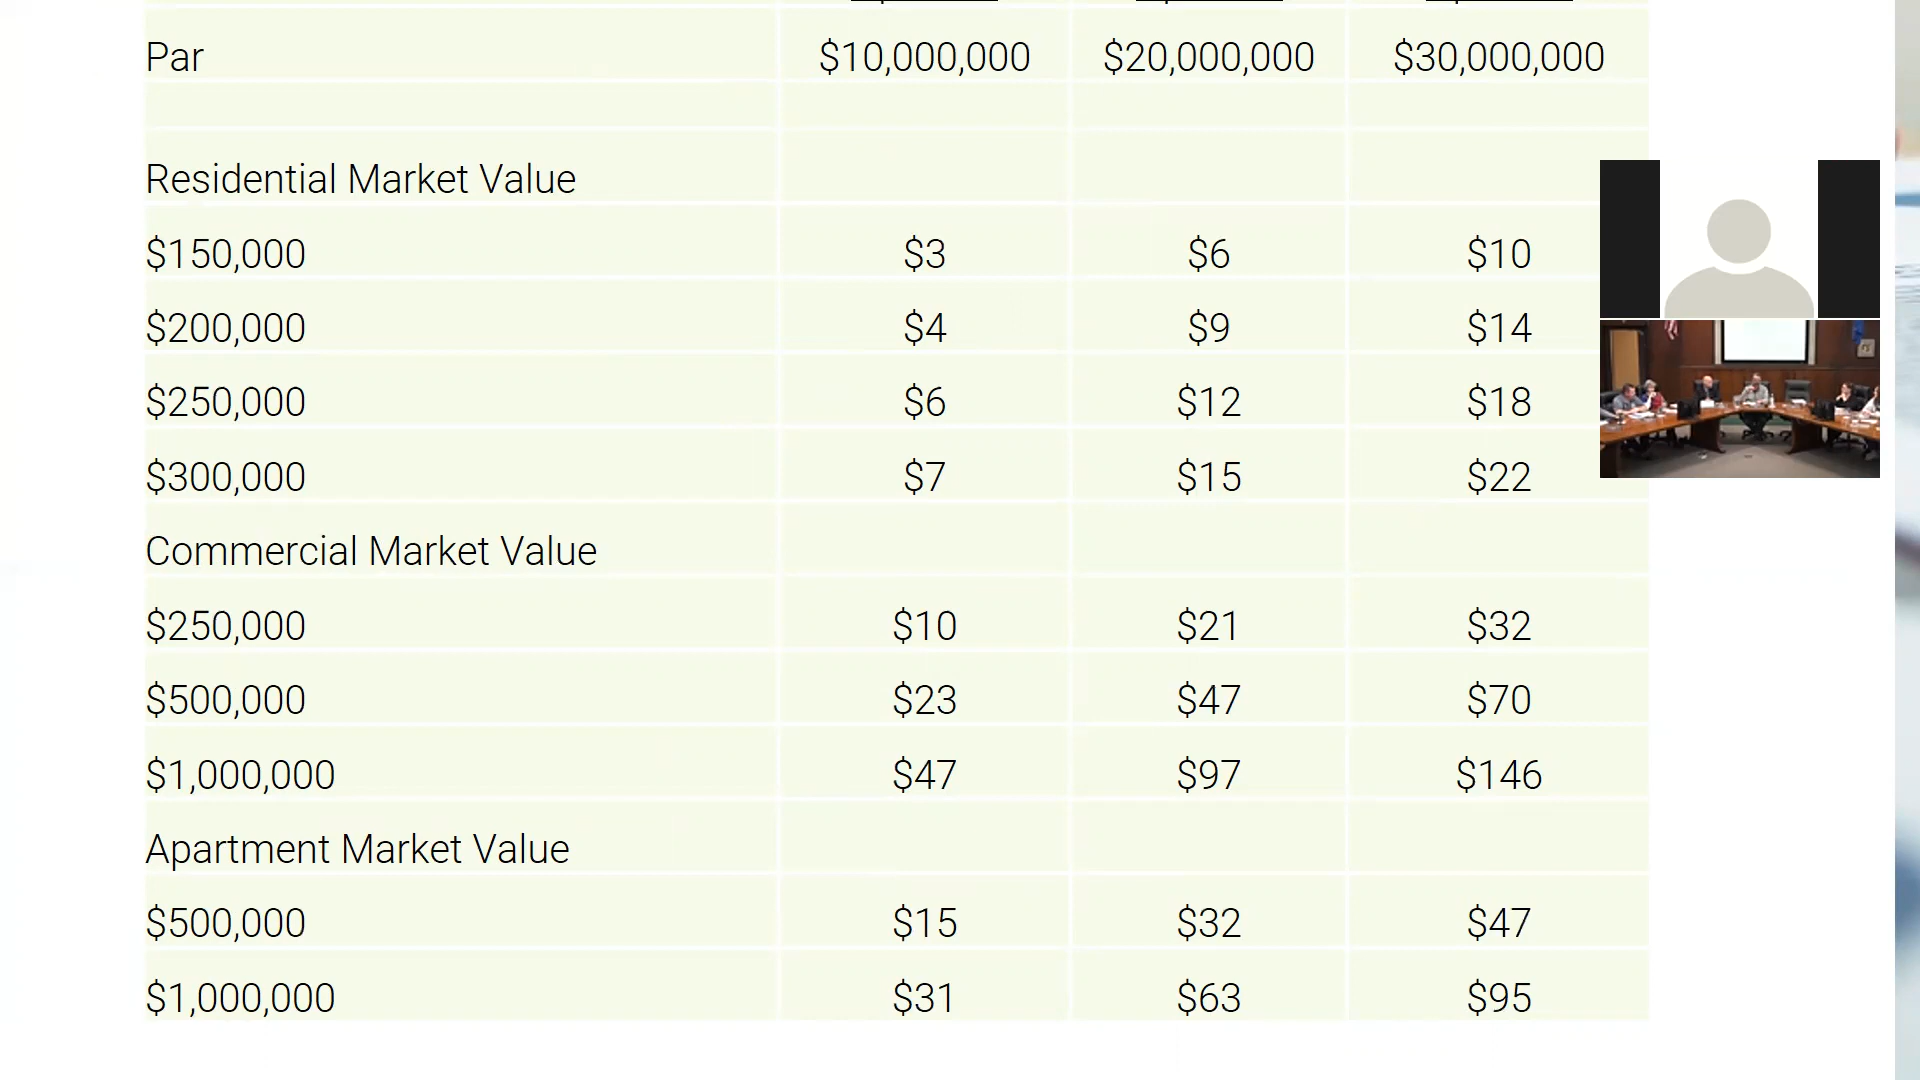 Par $10,000,000 $20,000,000 $30,000,000
Residential Market Value
$150,000 $3 $6 $10
$200,000 $4 $9 $14
$250,000 $6 $12 $18
$300,000 $7 $15 $22
Commercial Market Value
$250,000 $10 $21 $32
$500,000 $23 $47 $70
$1,000,000 $47 $97 $146
Apartment Market Value
$500,000 $15 $32 $47
$1,000,000 $31 $63 $95